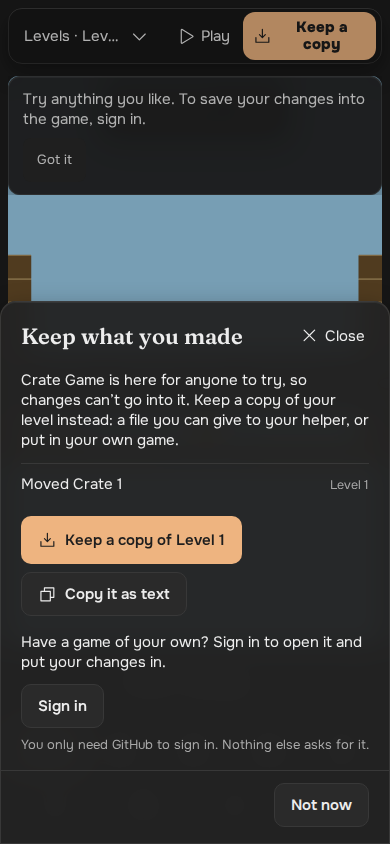 Levels · Lev...
Play
Keep a
copy
Try anything you like. To save your changes into
the game, sign in.
Got it
Keep what you made
Close
Crate Game is here for anyone to try, so
changes can’t go into it. Keep a copy of your
level instead: a file you can give to your helper, or
put in your own game.
Moved Crate 1
Level 1
Keep a copy of Level 1
Copy it as text
Have a game of your own? Sign in to open it and
put your changes in.
Sign in
You only need GitHub to sign in. Nothing else asks for it.
Not now